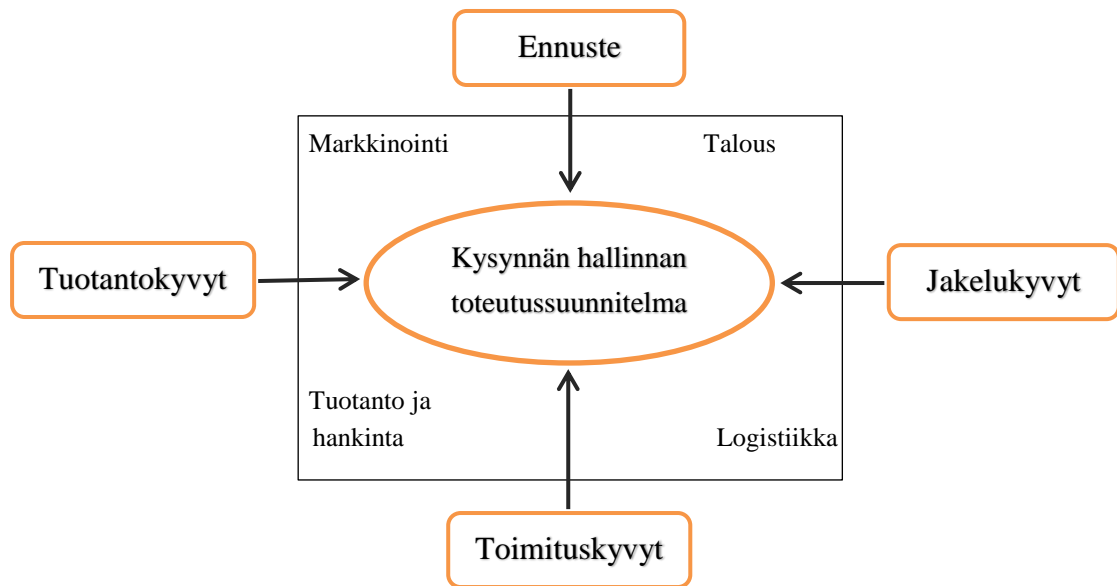 Ennuste
Markkinointi
Talous
Kysynnän hallinnan
toteutussuunnitelma
Tuotantokyvyt
Jakelukyvyt
Tuotanto ja
hankinta
Logistiikka
Toimituskyvyt